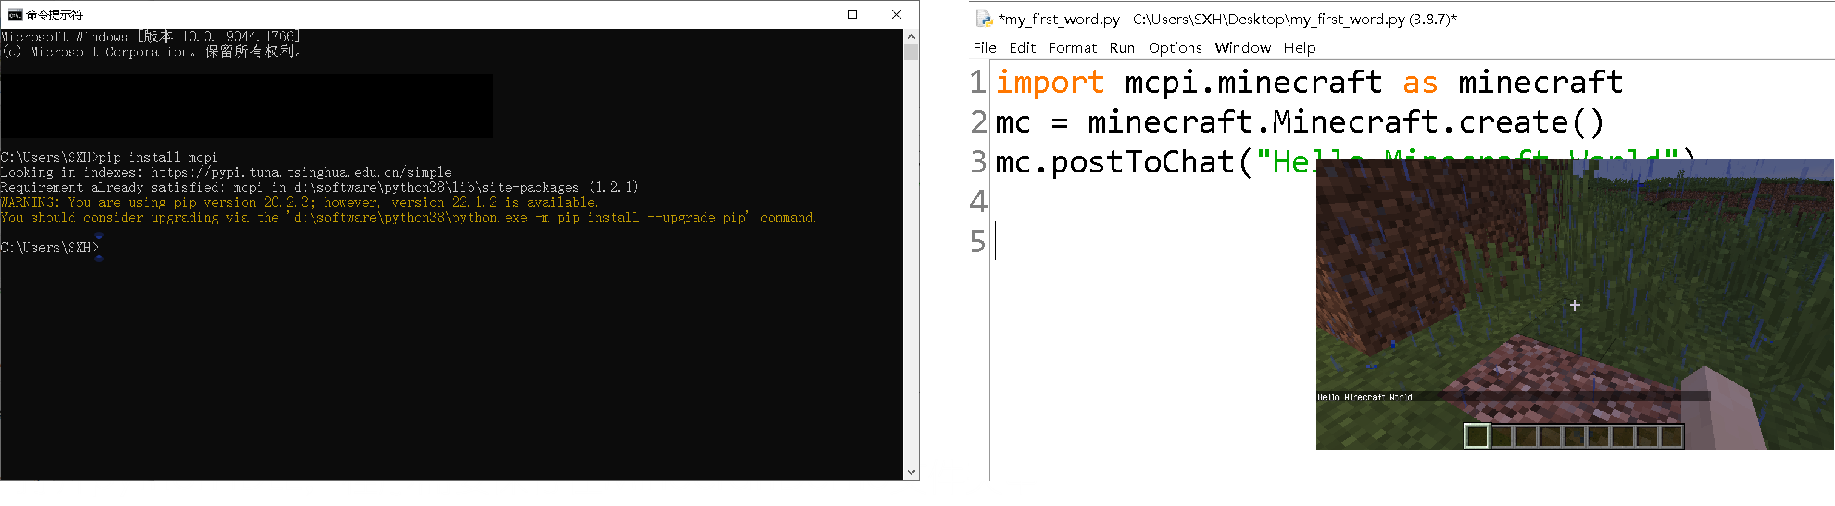 命令提示符
Microsoft Windows [版本 10.0.19044.1766]
(c) Microsoft Corporation。保留所有权利。
C:\Users\SXH>pip install mcpi
Looking in indexes: https://pypi.tuna.tsinghua.edu.cn/simple
Requirement already satisfied: mcpi in d:\software\python38\lib\site-packages (1.2.1)
WARNING: You are using pip version 20.2.3; however, version 22.1.2 is available.
You should consider upgrading via the 'd:\software\python38\python.exe -m pip install --upgrade pip' command.
C:\Users\SXH>
*my_first_word.py - C:\Users\SXH\Desktop\my_first_word.py (3.8.7)*
File Edit Format Run Options Window Help
1 import mcpi.minecraft as minecraft
2 mc = minecraft.Minecraft.create()
3 mc.postToChat("Hello Minecraft World")
4
5
Hello Minecraft World